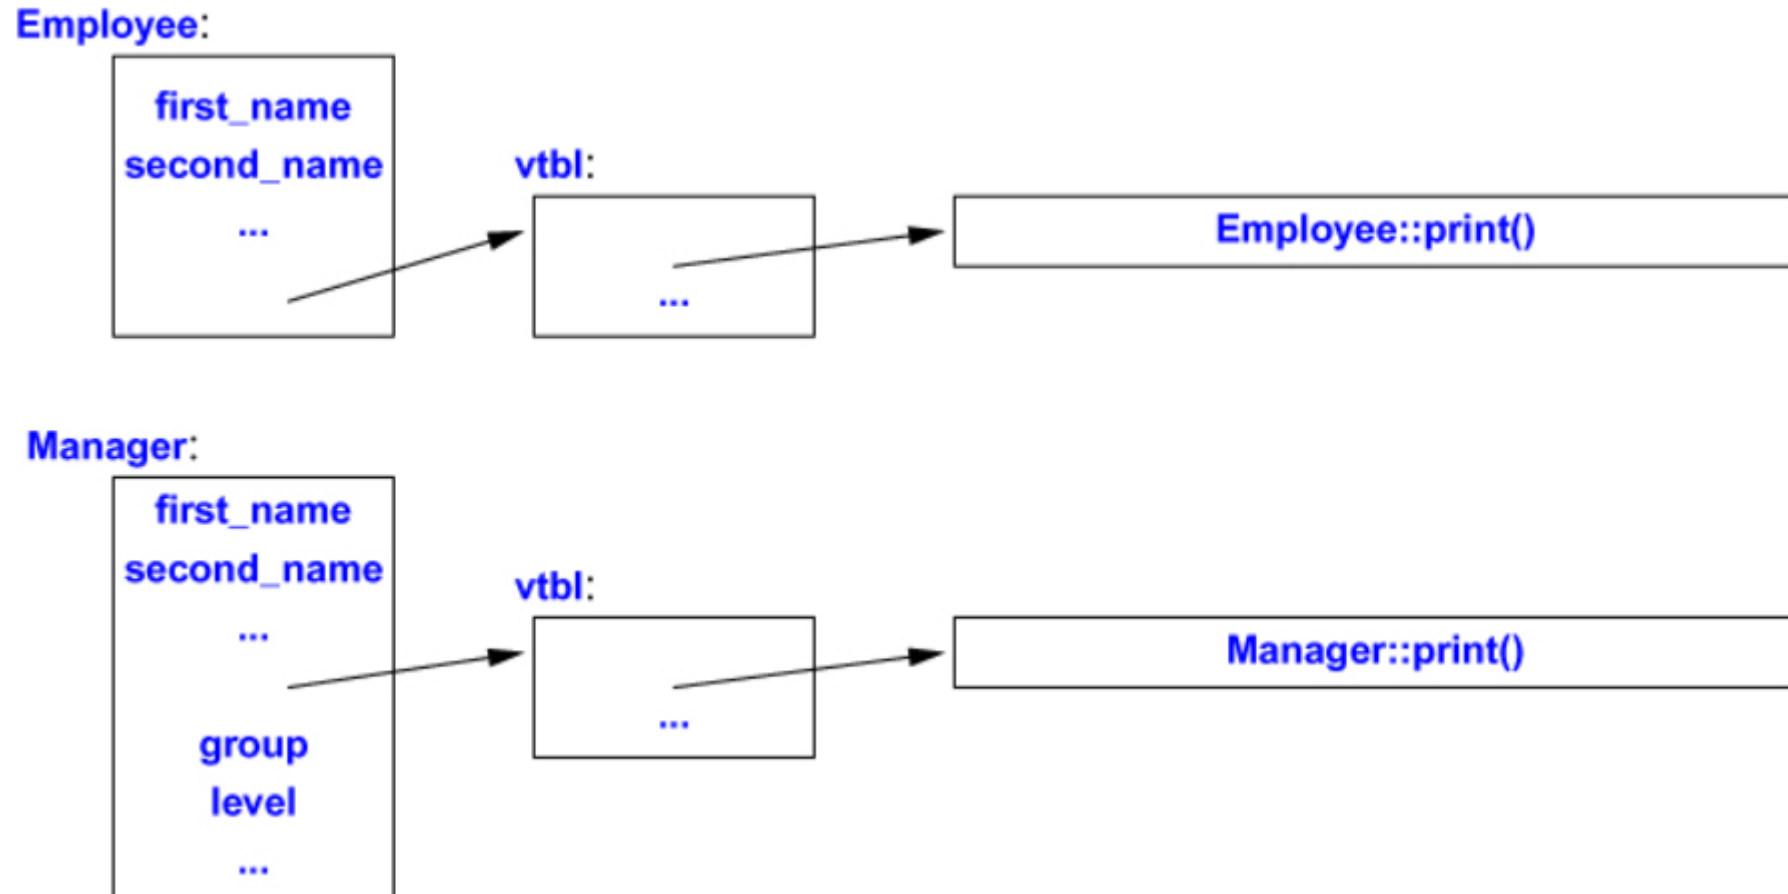 Employee:
first_name
second_name
...
vtbl:
...
Employee::print()
Manager:
first_name
second_name
...
group
level
...
vtbl:
...
Manager::print()